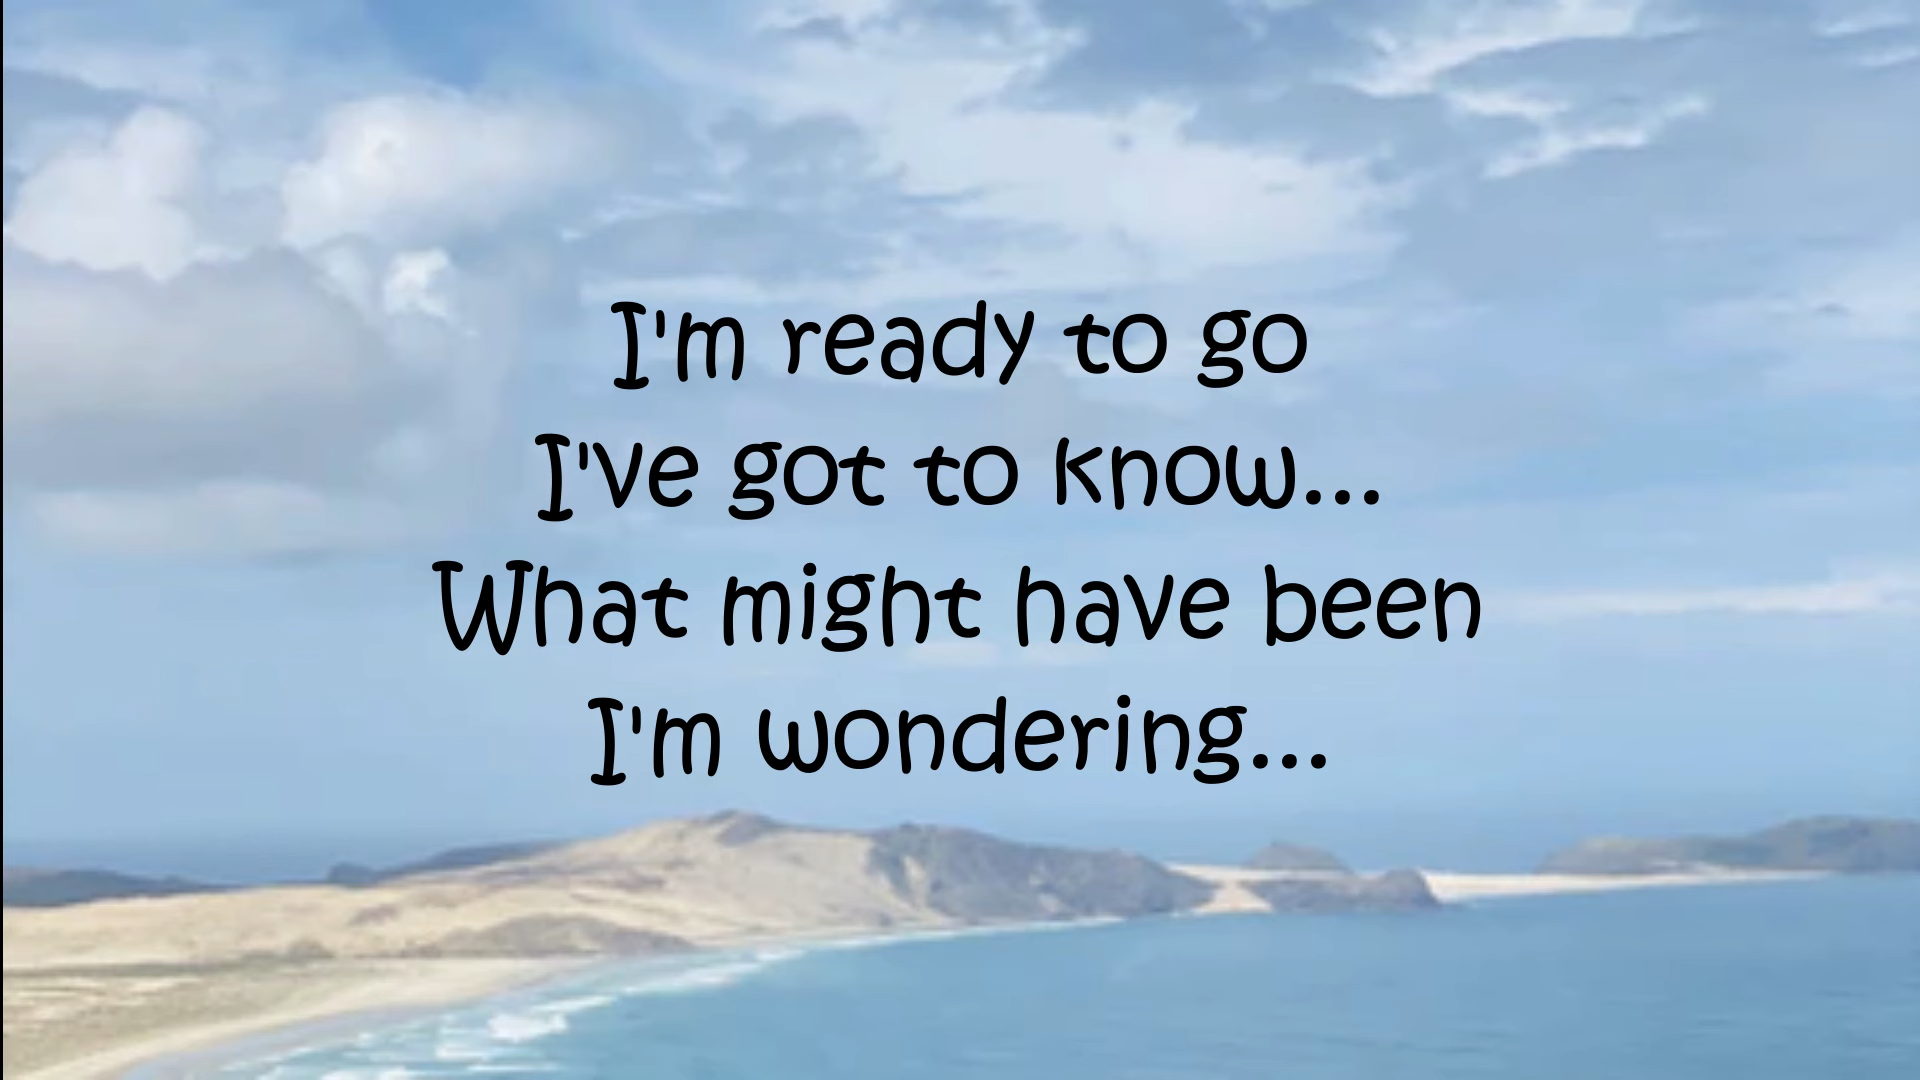 I'm ready to go
I've got to know...
What might have been
I'm wondering...